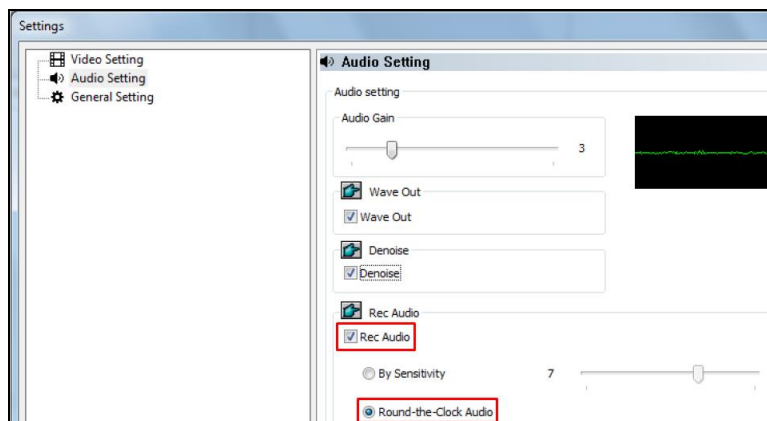 Settings
Video Setting
Audio Setting
General Setting
Audio Setting
Audio setting
Audio Gain
3
Wave Out
Wave Out
Denoise
Denoise
Rec Audio
Rec Audio
By Sensitivity 7
Round-the-Clock Audio